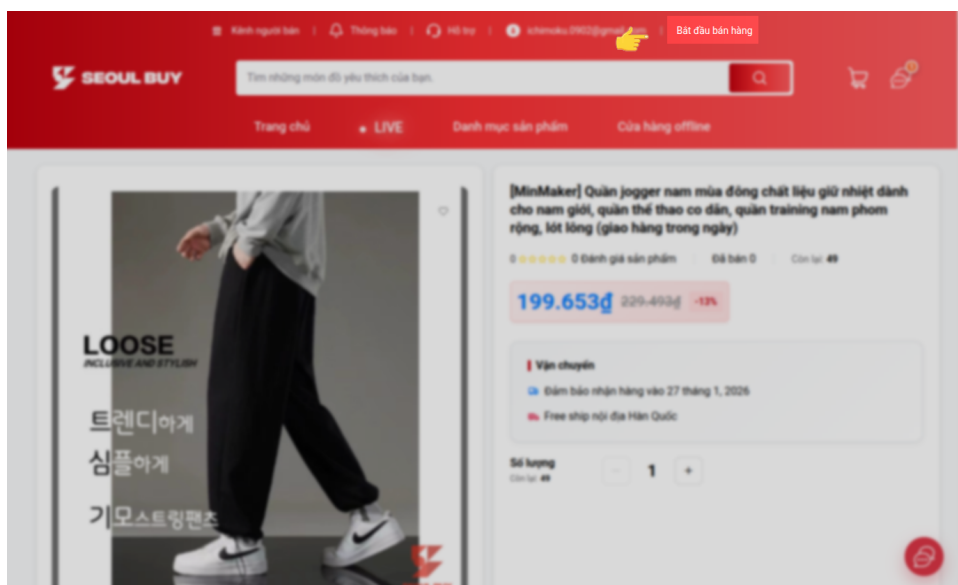 Kênh người bán
Thông báo
Hỗ trợ
Bắt đầu bán hàng
SEOUL BUY
Tìm những món đồ yêu thích của bạn.
Trang chủ
LIVE
Danh mục sản phẩm
Cửa hàng offline
[MinMaker] Quần jogger nam mùa đông chất liệu giữ nhiệt dành
cho nam giới, quần thể thao co dãn, quần training nam phom
rộng, lót lông (giao hàng trong ngày)
0 0 Đánh giá sản phẩm Đã bán 0 Còn lại: 49
199.653₫ 229.493₫ -13%
Vận chuyển
Đảm bảo nhận hàng vào 27 tháng 1, 2026
Free ship nội địa Hàn Quốc
Số lượng
Còn lại: 49
1
LOOSE
INCLUSIVE AND STYLISH
트렌디하게
심플하게
기모스트링팬츠